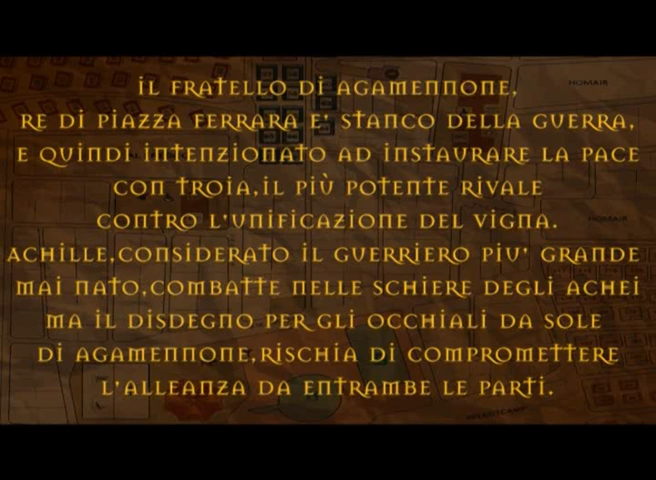 IL FRATELLO DI AGAMENNONE,
RE DI PIAZZA FERRARA E' STANCO DELLA GUERRA,
E QUINDI INTENZIONATO AD INSTAURARE LA PACE
CON TROIA,IL PIÙ POTENTE RIVALE
CONTRO L'UNIFICAZIONE DEL VIGNA.
ACHILLE,CONSIDERATO IL GUERRIERO PIU' GRANDE
MAI NATO,COMBATTE NELLE SCHIERE DEGLI ACHEI
MA IL DISDEGNO PER GLI OCCHIALI DA SOLE
DI AGAMENNONE,RISCHIA DI COMPROMETTERE
L'ALLEANZA DA ENTRAMBE LE PARTI.
HOMAIR
HOMAIR